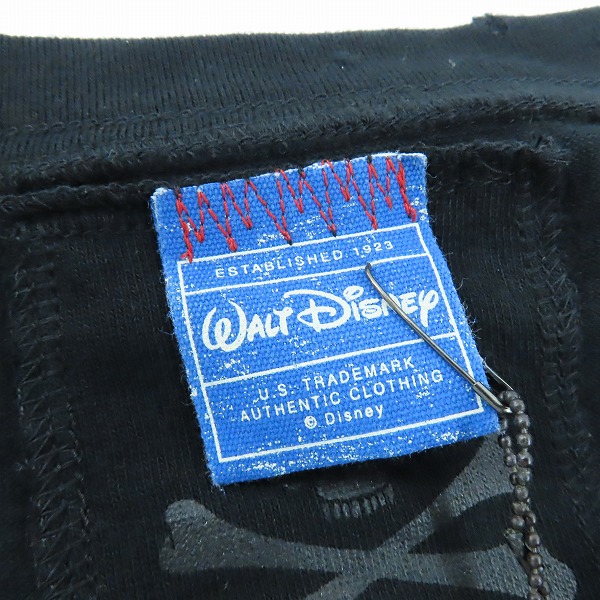 ESTABLISHED 1923
WALT DISNEY
U.S. TRADEMARK
AUTHENTIC CLOTHING
© Disney